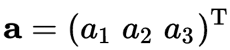 𝐚 = (a₁ a₂ a₃)ᵀ